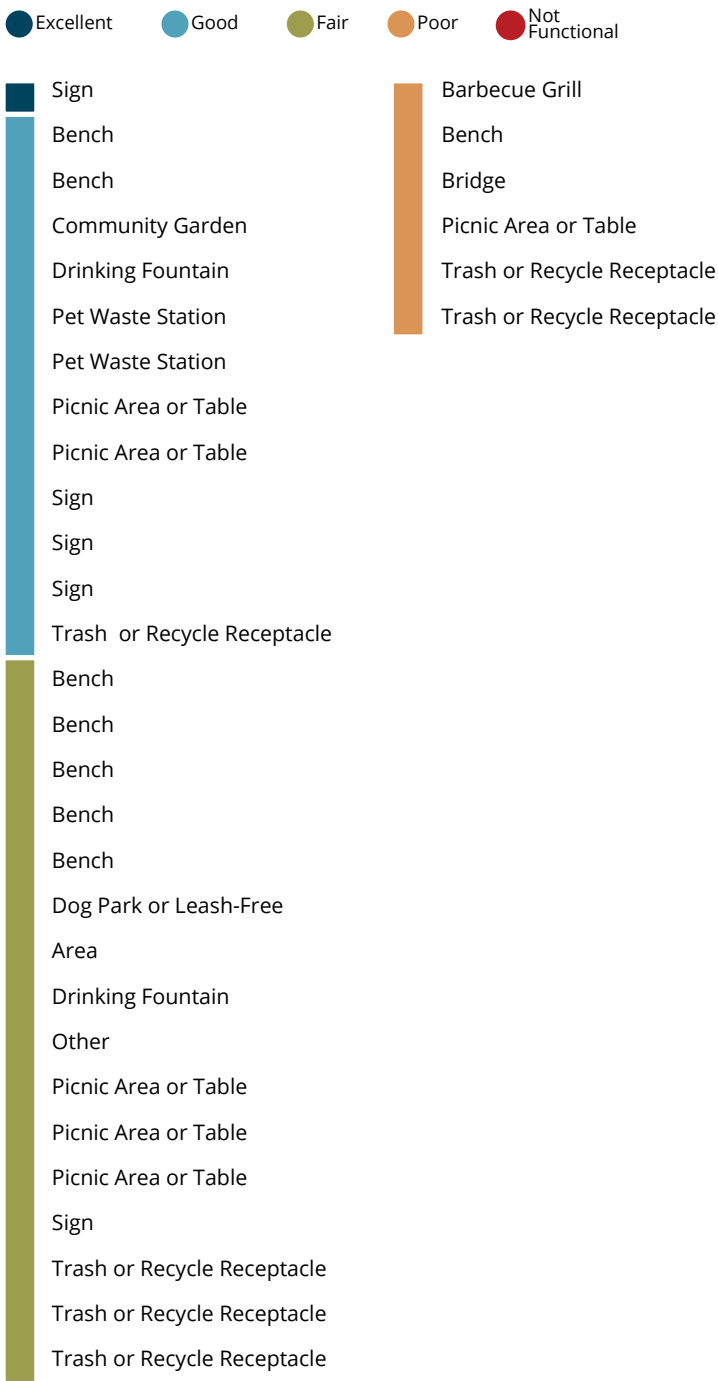 Excellent
Good
Fair
Poor
Not
Functional
Sign
Bench
Bench
Community Garden
Drinking Fountain
Pet Waste Station
Pet Waste Station
Picnic Area or Table
Picnic Area or Table
Sign
Sign
Sign
Trash or Recycle Receptacle
Bench
Bench
Bench
Bench
Bench
Dog Park or Leash-Free
Area
Drinking Fountain
Other
Picnic Area or Table
Picnic Area or Table
Picnic Area or Table
Sign
Trash or Recycle Receptacle
Trash or Recycle Receptacle
Trash or Recycle Receptacle
Barbecue Grill
Bench
Bridge
Picnic Area or Table
Trash or Recycle Receptacle
Trash or Recycle Receptacle